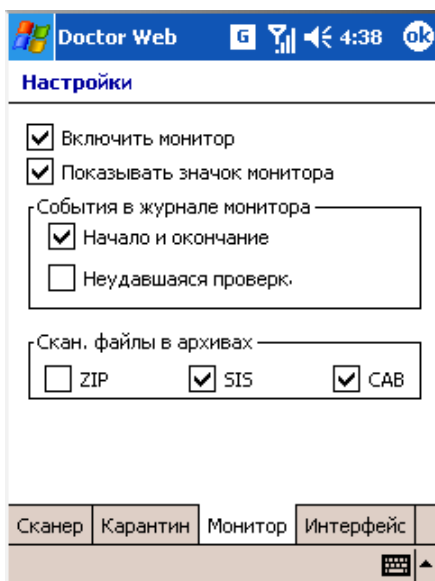 Doctor Web G 4:38 ok
Настройки
Включить монитор
Показывать значок монитора
События в журнале монитора
Начало и окончание
Неудавшаяся проверк.
Скан. файлы в архивах
ZIP SIS CAB
Сканер Карантин Монитор Интерфейс